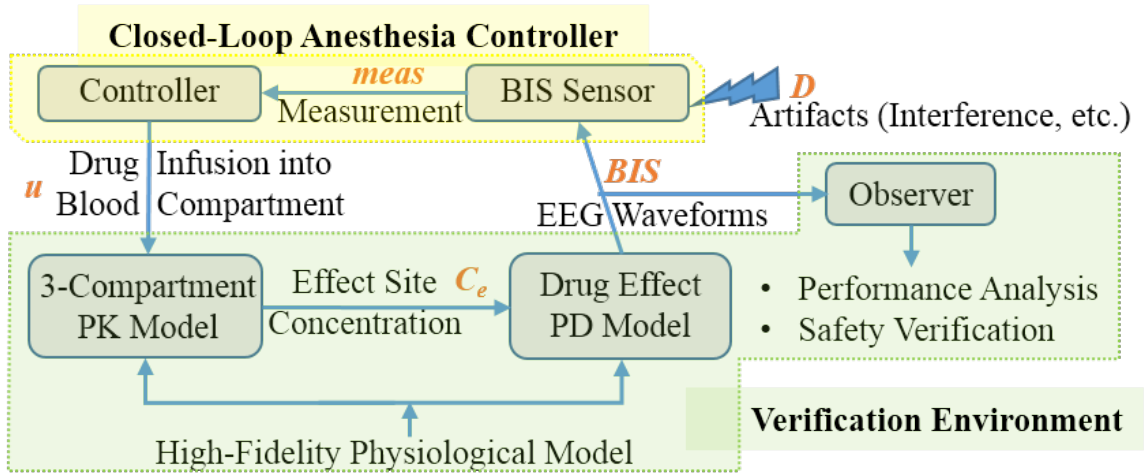 Closed-Loop Anesthesia Controller
Controller
meas
Measurement
BIS Sensor
D
Artifacts (Interference, etc.)
u
Drug Infusion into
Blood Compartment
BIS
EEG Waveforms
Observer
3-Compartment
PK Model
Effect Site
Concentration
Cₑ
Drug Effect
PD Model
• Performance Analysis
• Safety Verification
High-Fidelity Physiological Model
Verification Environment